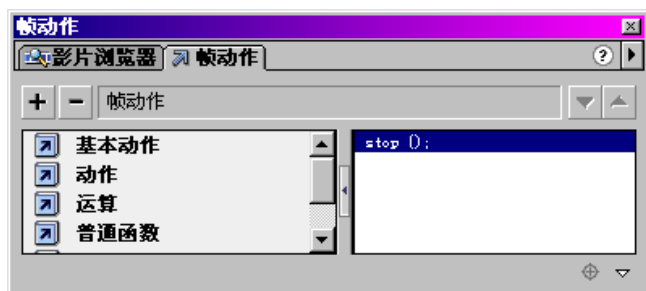 帧动作
影片浏览器 帧动作 ?
+ - 帧动作
基本动作
动作
运算
普通函数
stop ();